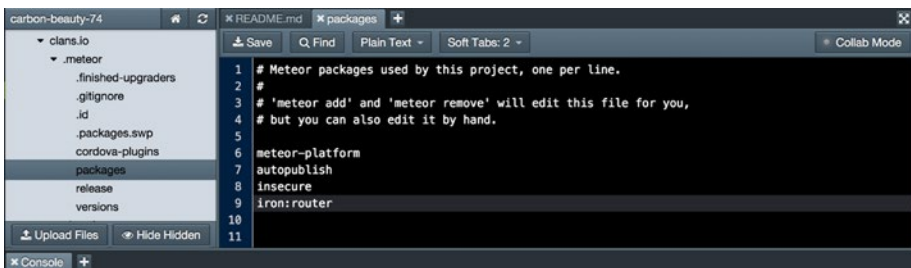 carbon-beauty-74
README.md
packages
Save
Find
Plain Text
Soft Tabs: 2
Collab Mode
clans.io
.meteor
.finished-upgraders
.gitignore
.id
.packages.swp
cordova-plugins
packages
release
versions
Upload Files
Hide Hidden
1 # Meteor packages used by this project, one per line.
2 #
3 # 'meteor add' and 'meteor remove' will edit this file for you,
4 # but you can also edit it by hand.
5
6 meteor-platform
7 autopublish
8 insecure
9 iron:router
10
11
Console